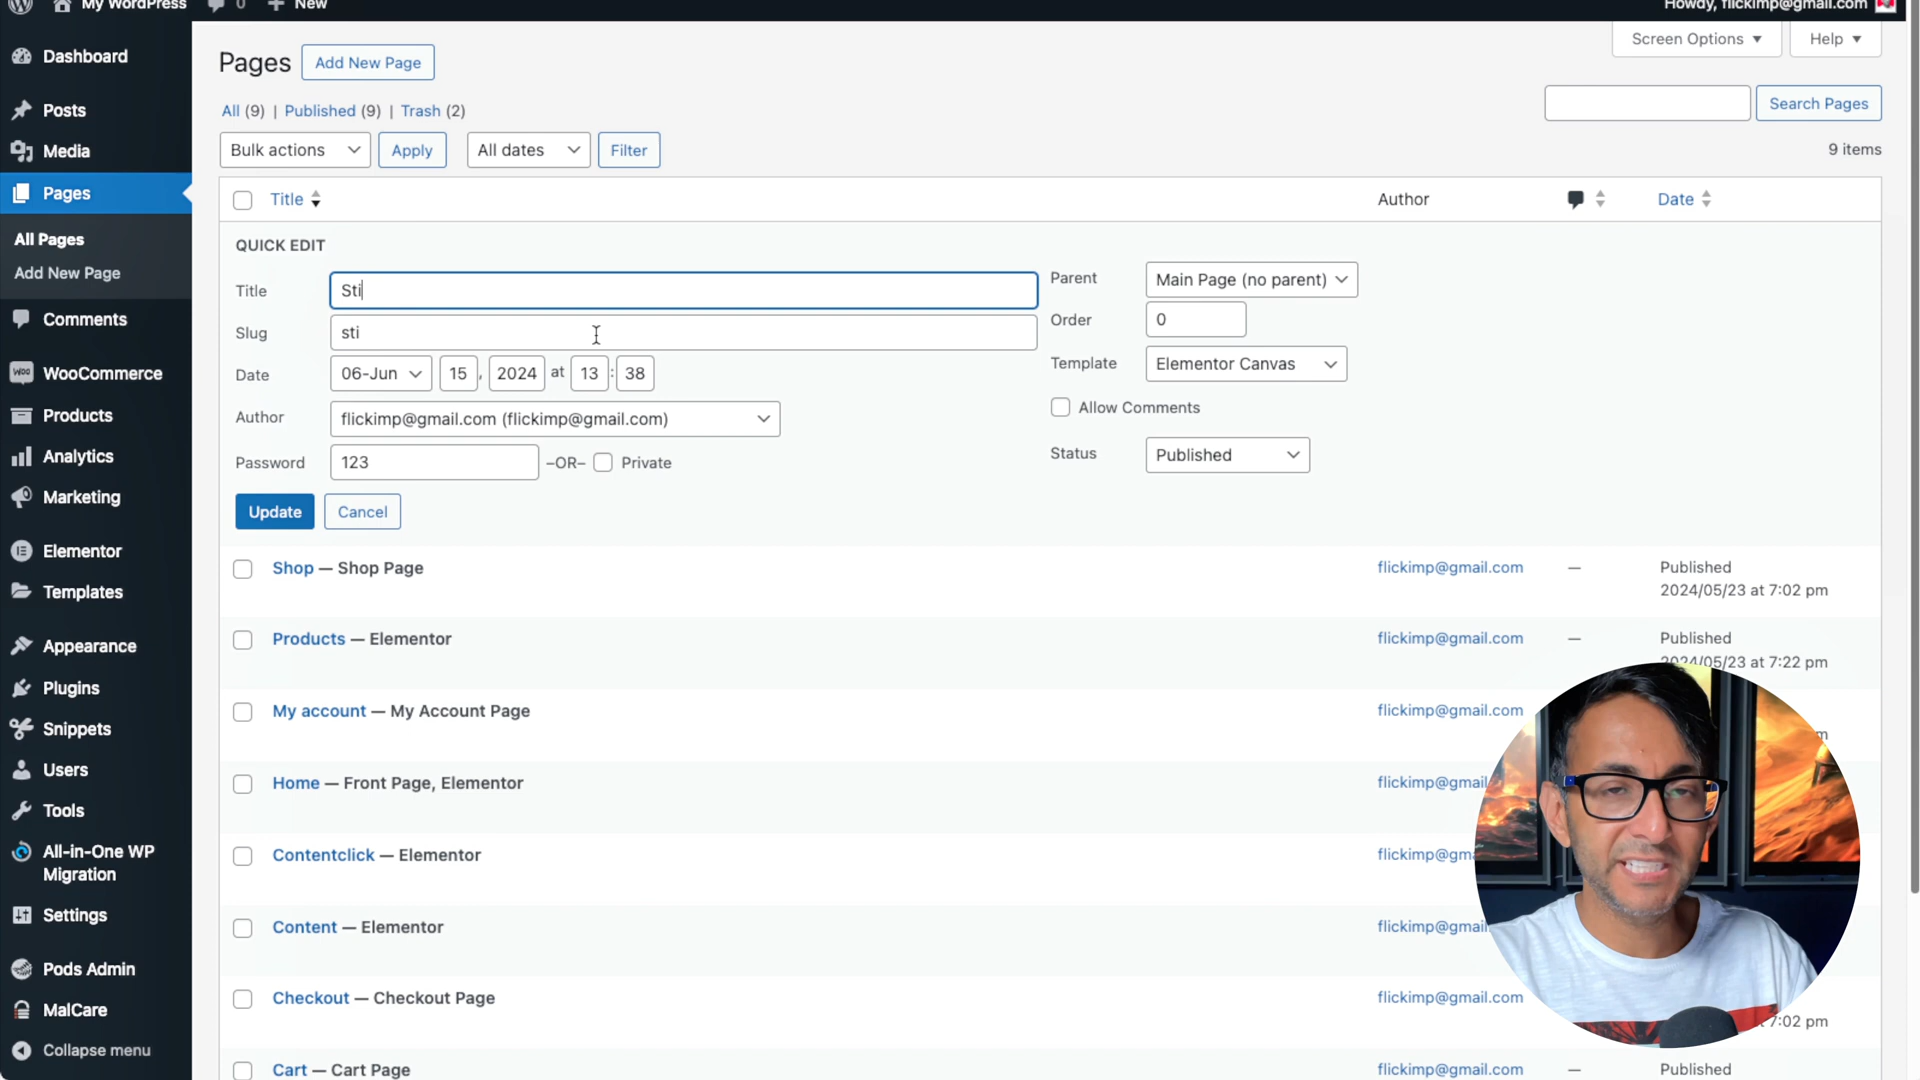 My WordPress 0 New Howdy, flickimp@gmail.com
Dashboard
Posts
Media
Pages
All Pages
Add New Page
Comments
WooCommerce
Products
Analytics
Marketing
Elementor
Templates
Appearance
Plugins
Snippets
Users
Tools
All-in-One WP
Migration
Settings
Pods Admin
MalCare
Collapse menu
Screen Options Help
Pages Add New Page
All (9) | Published (9) | Trash (2)
Search Pages
Bulk actions Apply All dates Filter
9 items
Title Author Date
QUICK EDIT
Title Sti
Slug sti
Date 06-Jun 15 , 2024 at 13 : 38
Author flickimp@gmail.com (flickimp@gmail.com)
Password 123 –OR– Private
Parent Main Page (no parent)
Order 0
Template Elementor Canvas
Allow Comments
Status Published
Update Cancel
Shop — Shop Page flickimp@gmail.com — Published
2024/05/23 at 7:02 pm
Products — Elementor flickimp@gmail.com — Published
2024/05/23 at 7:22 pm
My account — My Account Page flickimp@gmail.com
Home — Front Page, Elementor
Contentclick — Elementor
Content — Elementor
Checkout — Checkout Page flickimp@gmail.com
7:02 pm
Cart — Cart Page flickimp@gmail.com — Published